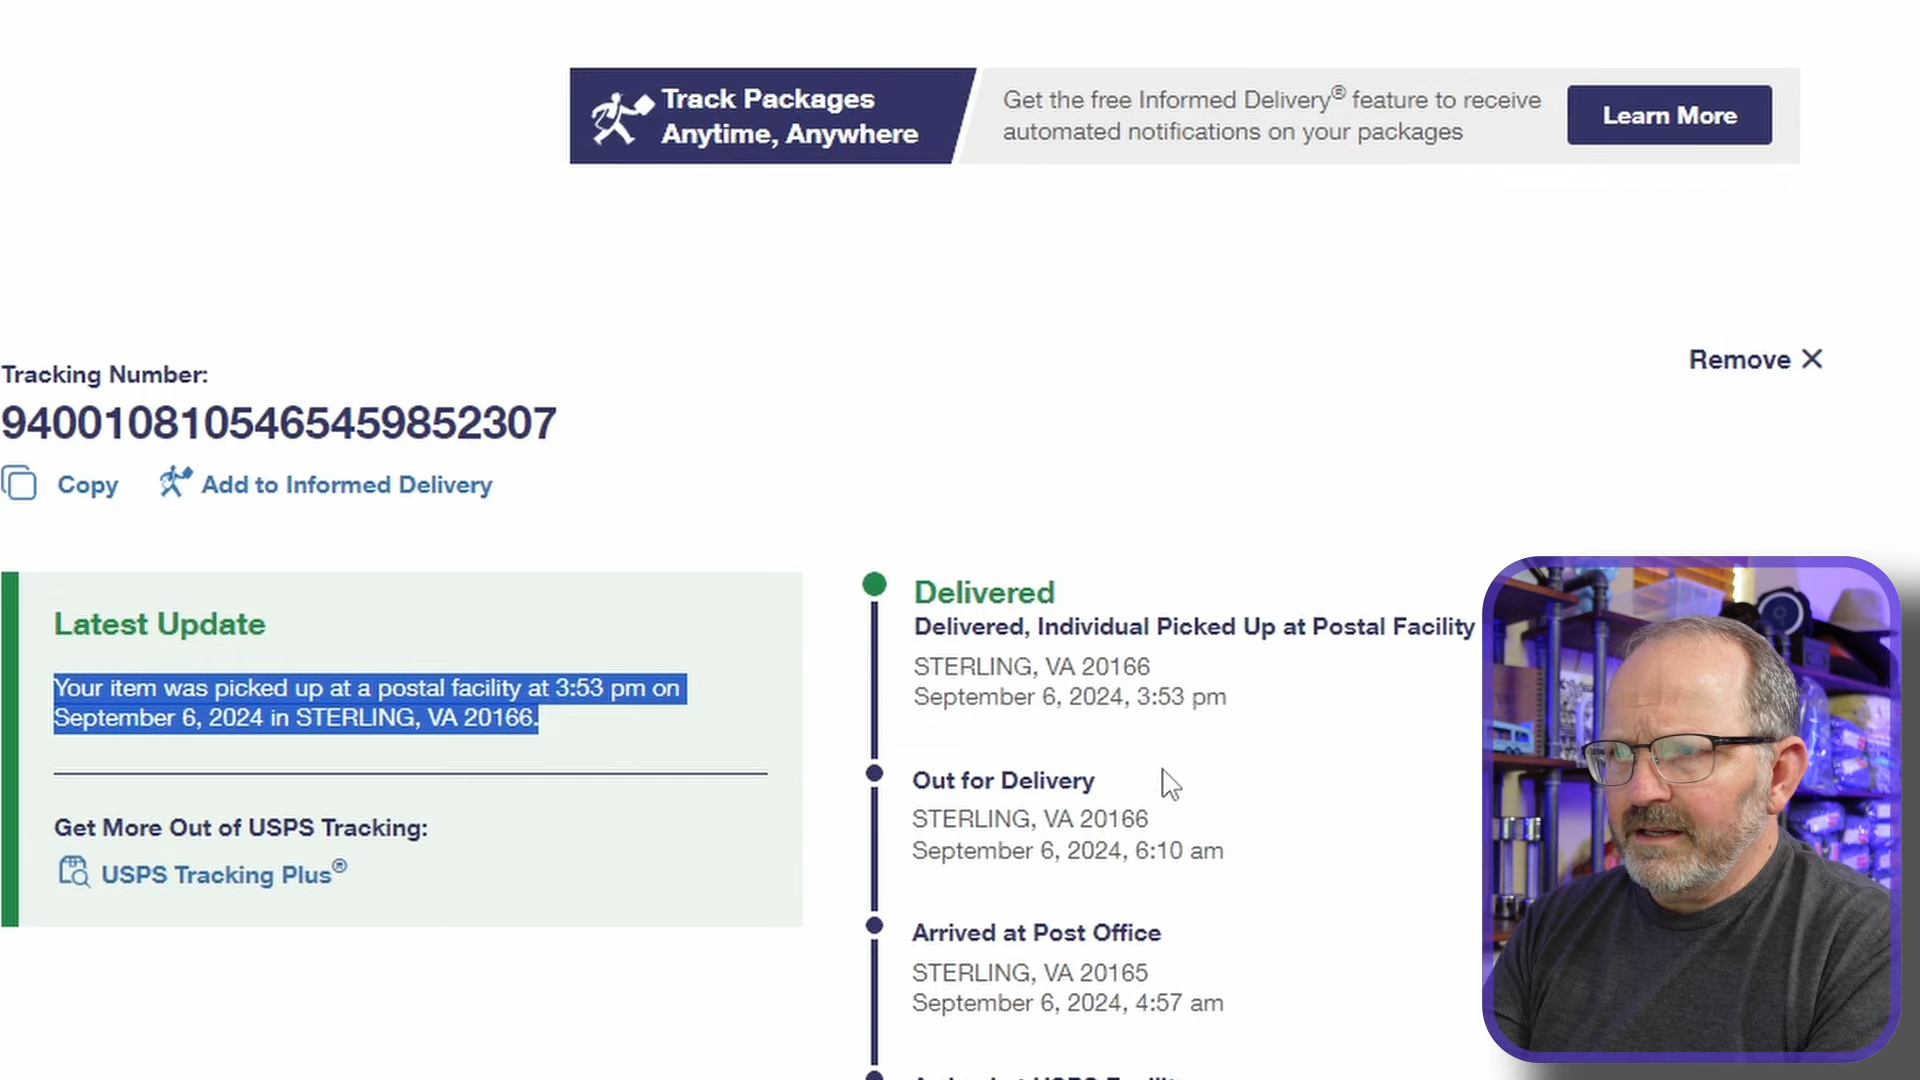 Track Packages
Anytime, Anywhere
Get the free Informed Delivery® feature to receive
automated notifications on your packages
Learn More
Remove
Tracking Number:
9400108105465459852307
Copy
Add to Informed Delivery
Latest Update
Your item was picked up at a postal facility at 3:53 pm on
September 6, 2024 in STERLING, VA 20166.
Get More Out of USPS Tracking:
USPS Tracking Plus®
Delivered
Delivered, Individual Picked Up at Postal Facility
STERLING, VA 20166
September 6, 2024, 3:53 pm
Out for Delivery
STERLING, VA 20166
September 6, 2024, 6:10 am
Arrived at Post Office
STERLING, VA 20165
September 6, 2024, 4:57 am